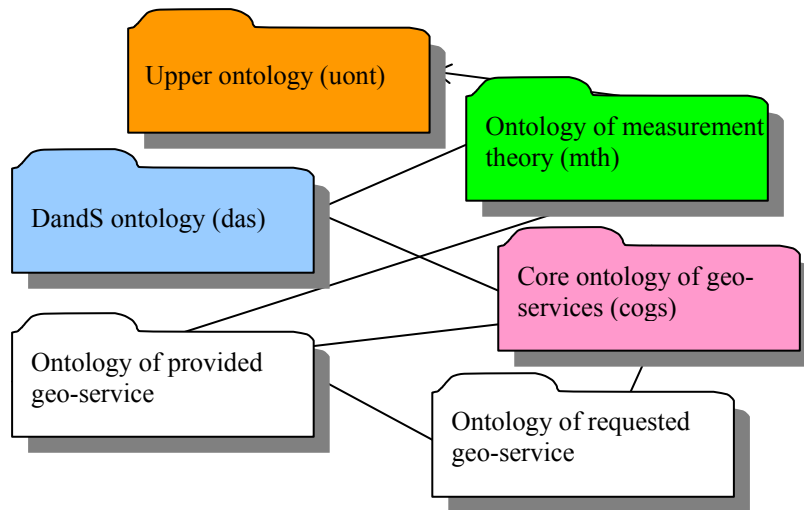 Upper ontology (uont)
Ontology of measurement
theory (mth)
DandS ontology (das)
Core ontology of geo-
services (cogs)
Ontology of provided
geo-service
Ontology of requested
geo-service